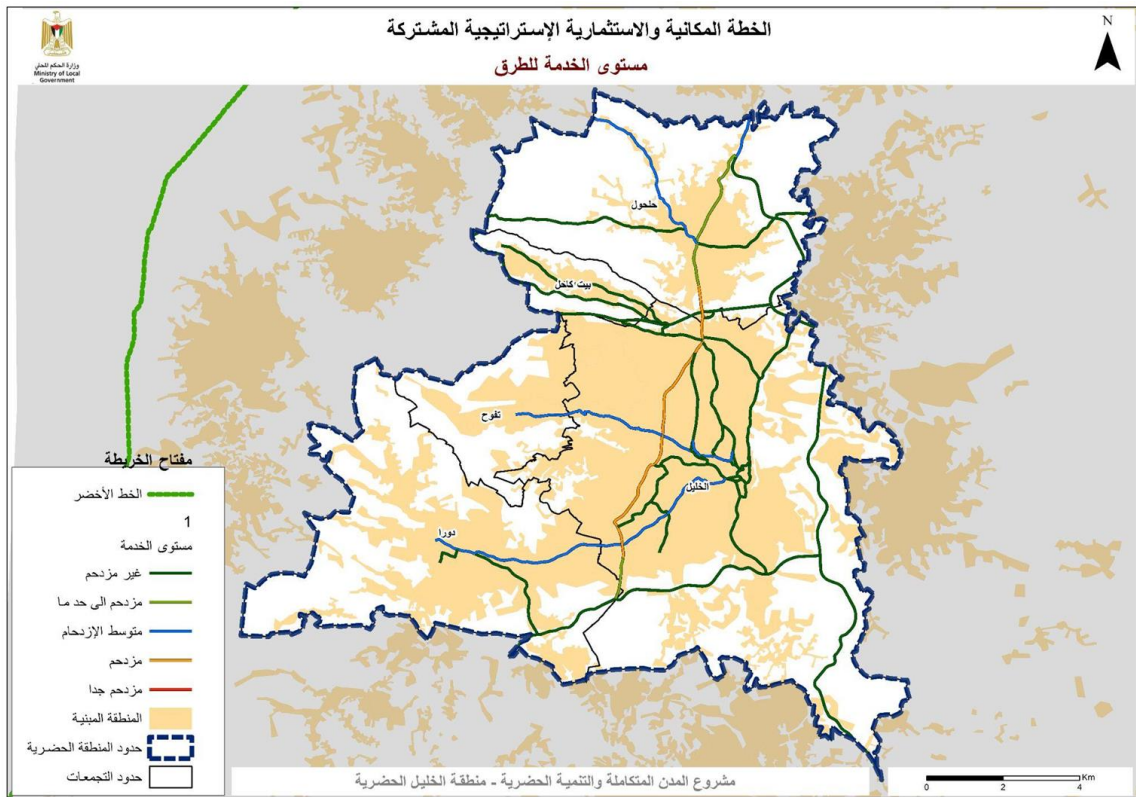 الخطة المكانية والاستثمارية الإستراتيجية المشتركة
مستوى الخدمة للطرق
وزارة الحكم المحلي
Ministry of Local
Government
N
حلحول
بيت كاحل
تفوح
الخليل
دورا
مفتاح الخريطة
الخط الأخضر
1
مستوى الخدمة
غير مزدحم
مزدحم الى حد ما
متوسط الإزدحام
مزدحم
مزدحم جدا
المنطقة المبنية
حدود المنطقة الحضرية
حدود التجمعات
مشروع المدن المتكاملة والتنمية الحضرية - منطقة الخليل الحضرية
Km
0 2 4